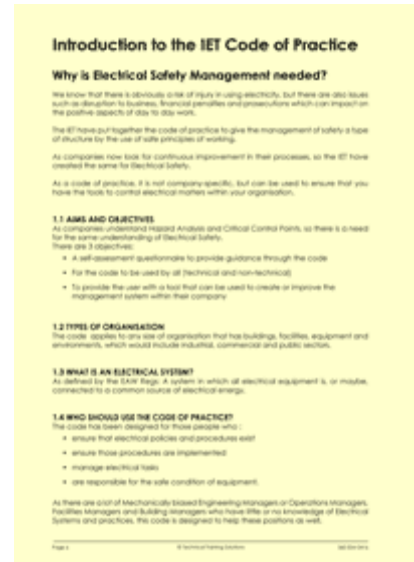 Introduction to the IET Code of Practice
Why is Electrical Safety Management needed?
We know that there is obviously a risk of injury in using electricity, but there are also issues
such as disruption to business, financial penalties and prosecutions which can impact on
the positive aspects of day to day work.
The IET have put together the code of practice to give the management of safety a type
of structure by the use of safe principles of working.
As companies now look for continuous improvement in their processes, so the IET have
created the same for Electrical Safety.
As a code of practice, it is not company-specific, but can be used to ensure that you
have the tools to control electrical matters within your organisation.
1.1 AIMS AND OBJECTIVES
As companies understand Hazard Analysis and Critical Control Points, so there is a need
for the same understanding of Electrical Safety.
There are 3 objectives:
• A self-assessment questionnaire to provide guidance through the code
• For the code to be used by all (technical and non-technical)
• To provide the user with a tool that can be used to create or improve the
management system within their company
1.2 TYPES OF ORGANISATION
The code applies to any size of organisation that has buildings, facilities, equipment and
environments, which would include industrial, commercial and public sectors.
1.3 WHAT IS AN ELECTRICAL SYSTEM?
As defined by the EAW Regs: A system in which all electrical equipment is, or maybe,
connected to a common source of electrical energy.
1.4 WHO SHOULD USE THE CODE OF PRACTICE?
The code has been designed for those people who :
• ensure that electrical policies and procedures exist
• ensure those procedures are implemented
• manage electrical tasks
• are responsible for the safe condition of equipment.
As there are a lot of Mechanically biased Engineering Managers or Operations Managers,
Facilities Managers and Building Managers who have little or no knowledge of Electrical
Systems and practices, this code is designed to help these positions as well.
© Technical Training Solutions